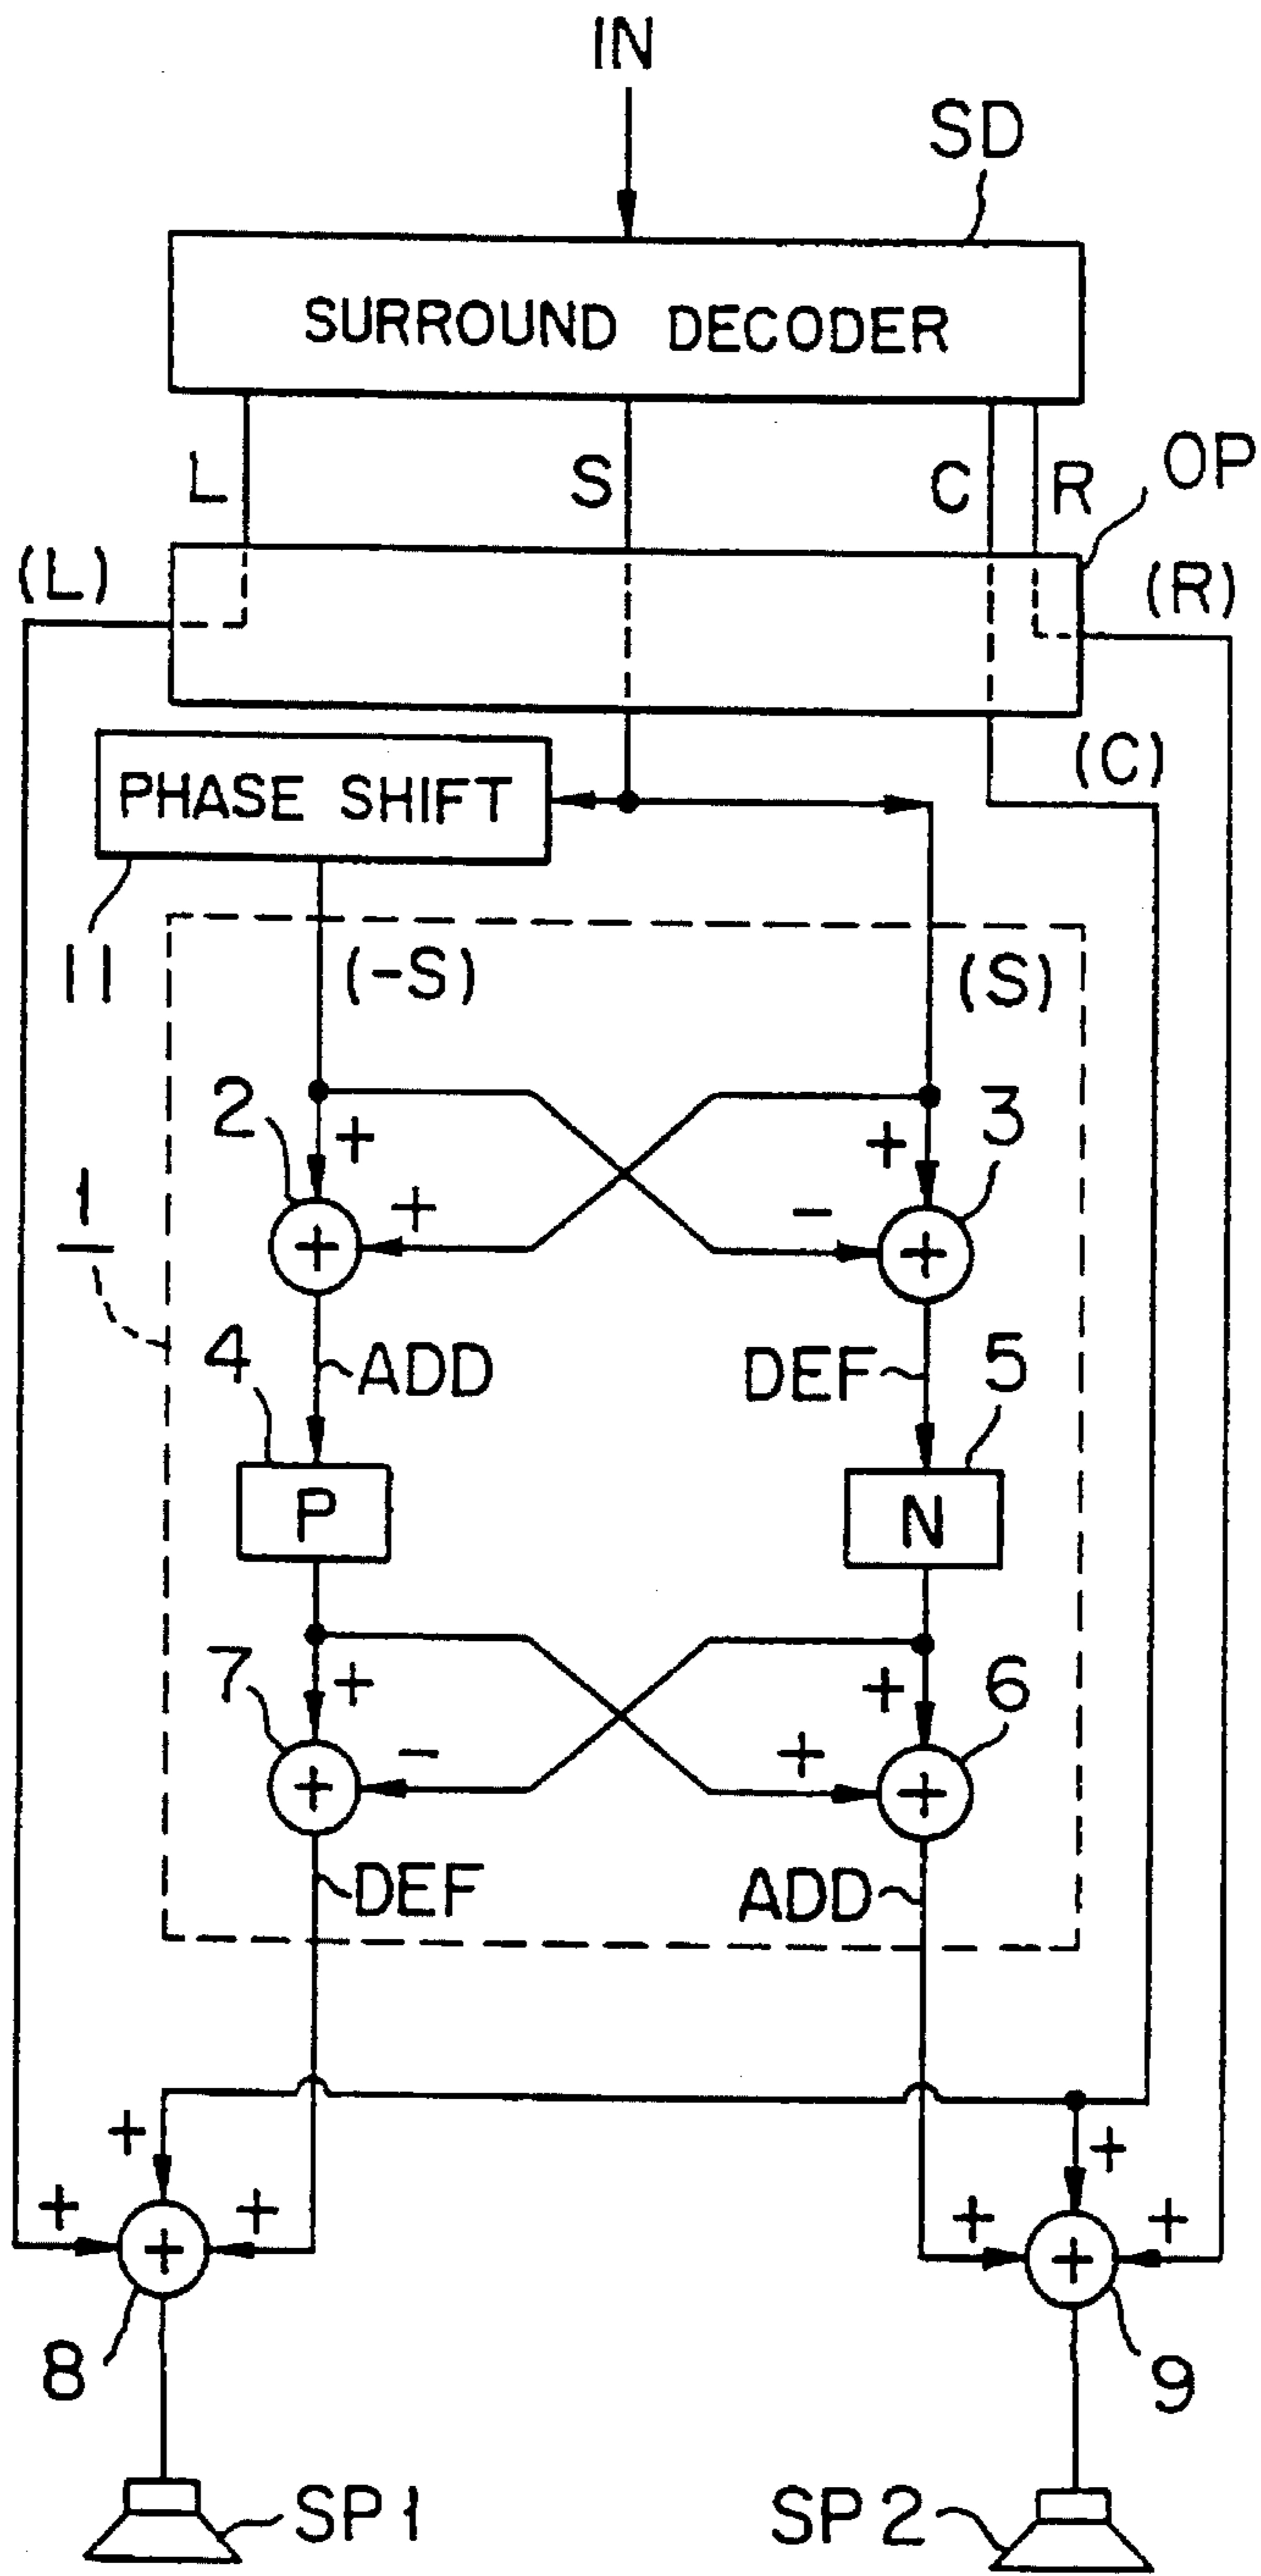 IN
SD
SURROUND DECODER
L S C R OP
(L) (R)
(C)
PHASE SHIFT
11 (-S) (S)
2 + + 3
+ -
1
4 ADD DEF 5
P N
7 + + 6
- +
DEF ADD
+ +
+ + + +
8 9
SP1 SP2